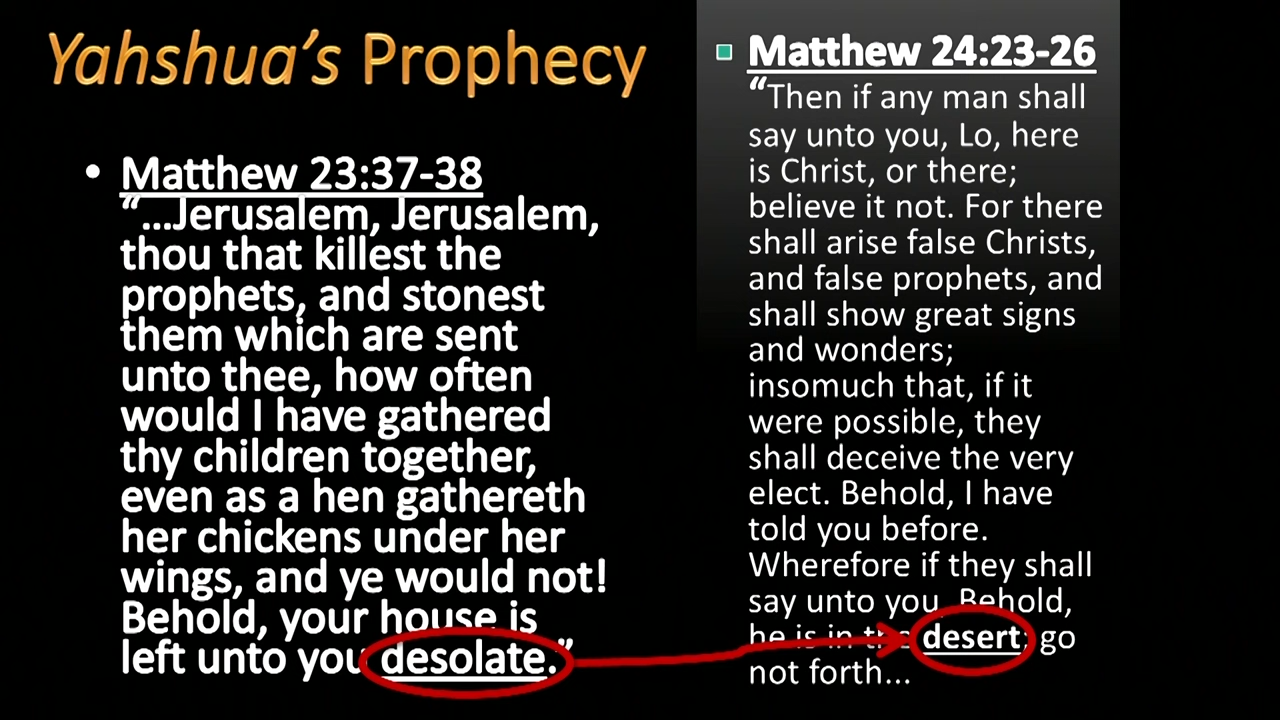 Yahshua's Prophecy
• Matthew 23:37-38
“…Jerusalem, Jerusalem,
thou that killest the
prophets, and stonest
them which are sent
unto thee, how often
would I have gathered
thy children together,
even as a hen gathereth
her chickens under her
wings, and ye would not!
Behold, your house is
left unto you desolate.”
Matthew 24:23-26
“Then if any man shall
say unto you, Lo, here
is Christ, or there;
believe it not. For there
shall arise false Christs,
and false prophets, and
shall show great signs
and wonders;
insomuch that, if it
were possible, they
shall deceive the very
elect. Behold, I have
told you before.
Wherefore if they shall
say unto you, Behold,
he is in the desert; go
not forth...